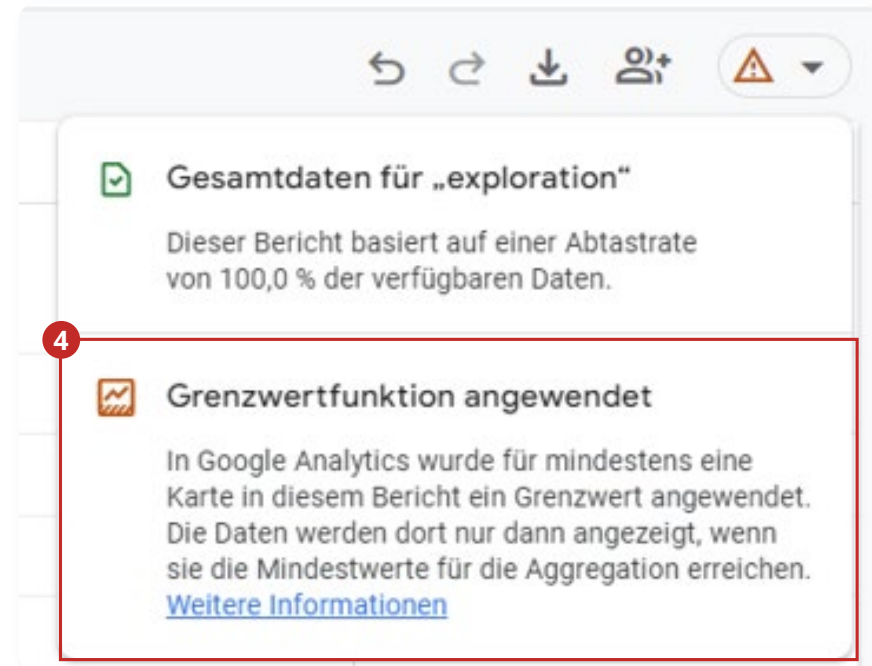 Gesamtdaten für „exploration“
Dieser Bericht basiert auf einer Abtastrate
von 100,0 % der verfügbaren Daten.
4
Grenzwertfunktion angewendet
In Google Analytics wurde für mindestens eine
Karte in diesem Bericht ein Grenzwert angewendet.
Die Daten werden dort nur dann angezeigt, wenn
sie die Mindestwerte für die Aggregation erreichen.
Weitere Informationen